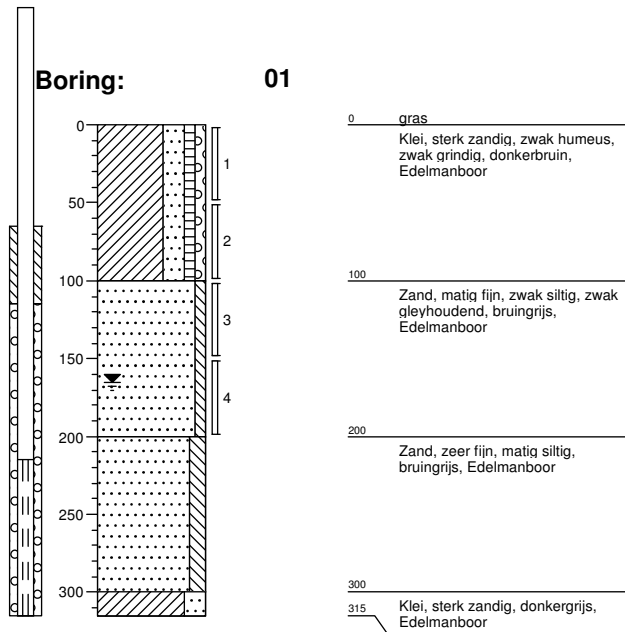 Boring: 01
0
50
100
150
200
250
300
1
2
3
4
0 gras
Klei, sterk zandig, zwak humeus,
zwak grindig, donkerbruin,
Edelmanboor
100
Zand, matig fijn, zwak siltig, zwak
gleyhoudend, bruingrijs,
Edelmanboor
200
Zand, zeer fijn, matig siltig,
bruingrijs, Edelmanboor
300
315 Klei, sterk zandig, donkergrijs,
Edelmanboor